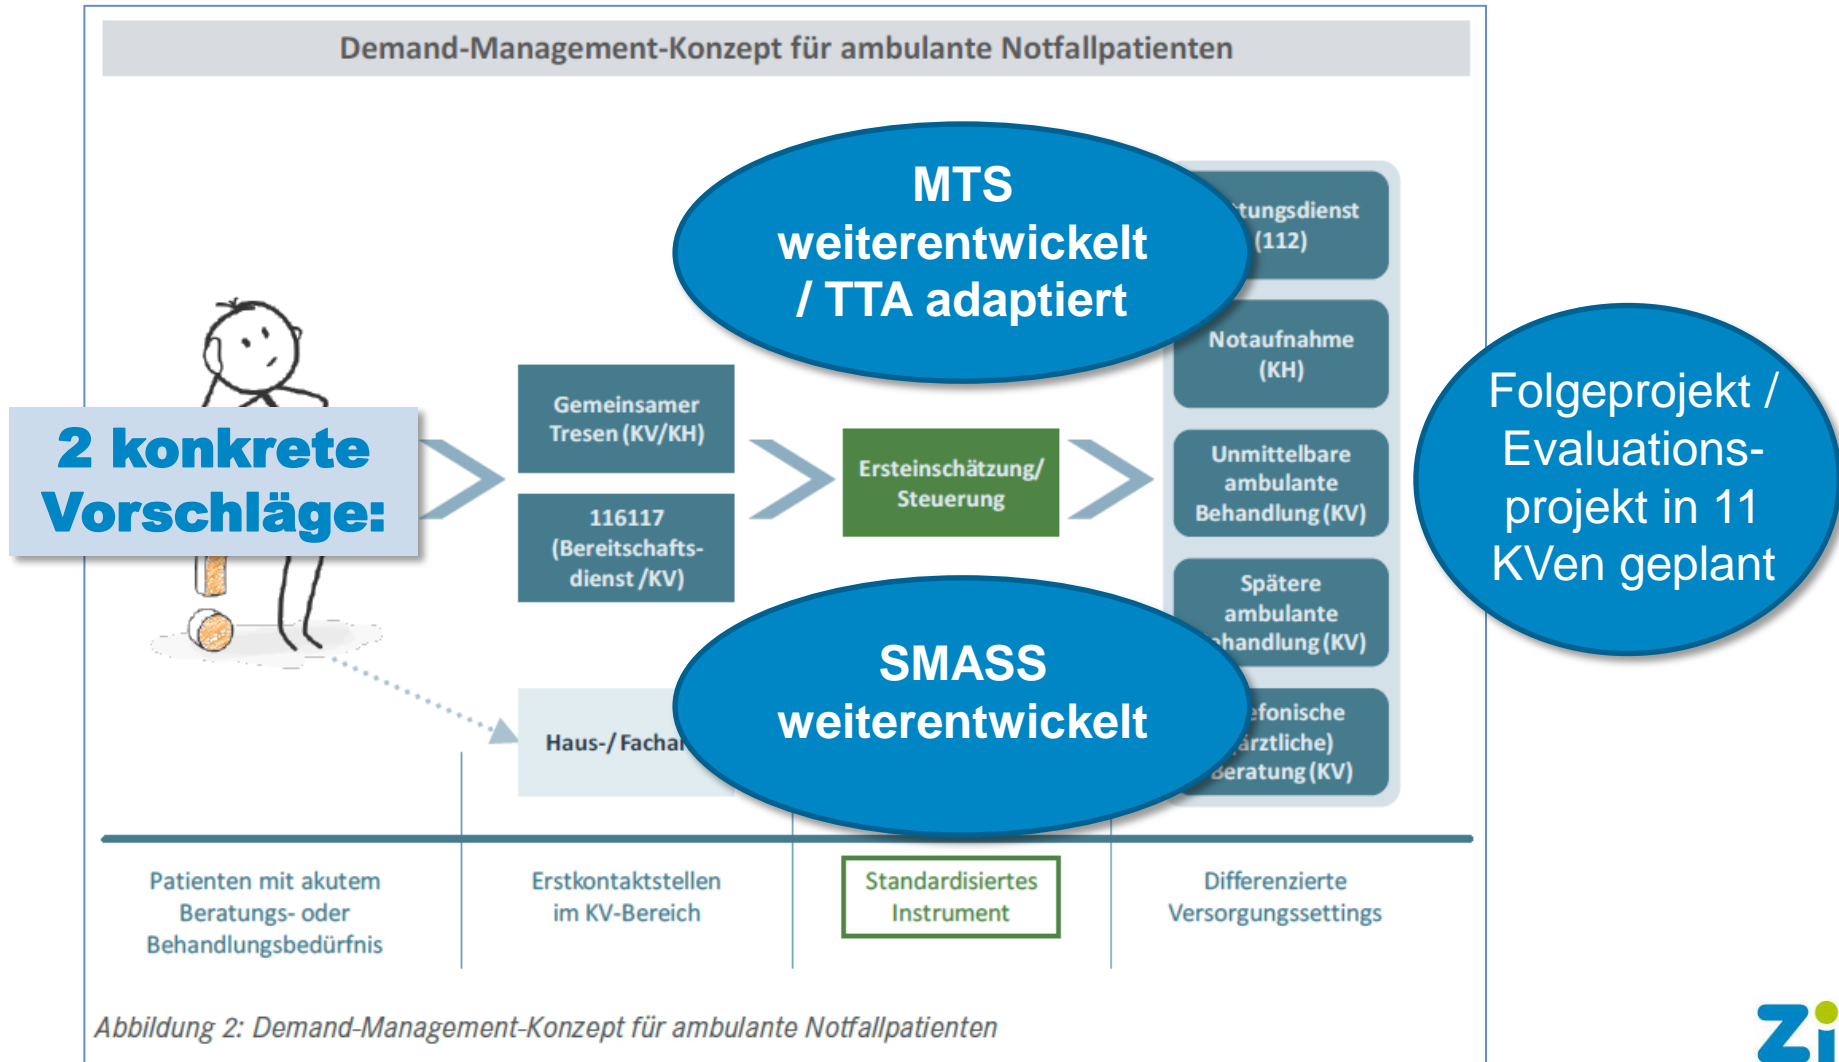 Demand-Management-Konzept für ambulante Notfallpatienten
MTS
weiterentwickelt
/ TTA adaptiert
tungsdienst
(112)
Notaufnahme
(KH)
Folgeprojekt /
Evaluations-
projekt in 11
KVen geplant
2 konkrete
Vorschläge:
Gemeinsamer
Tresen (KV/KH)
116117
(Bereitschafts-
dienst /KV)
Ersteinschätzung/
Steuerung
Unmittelbare
ambulante
Behandlung (KV)
Spätere
ambulante
ehandlung (KV)
SMASS
weiterentwickelt
Haus-/ Fachar
efonische
ärztliche)
Beratung (KV)
Patienten mit akutem
Beratungs- oder
Behandlungsbedürfnis
Erstkontaktstellen
im KV-Bereich
Standardisiertes
Instrument
Differenzierte
Versorgungssettings
Abbildung 2: Demand-Management-Konzept für ambulante Notfallpatienten
Zi